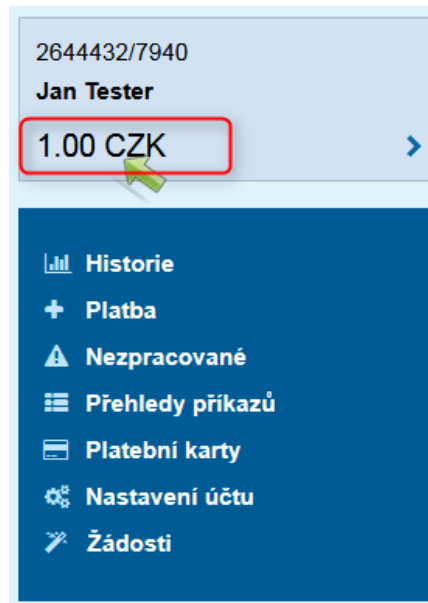 2644432/7940
Jan Tester
1.00 CZK
Historie
Platba
Nezpracované
Přehledy příkazů
Platební karty
Nastavení účtu
Žádosti